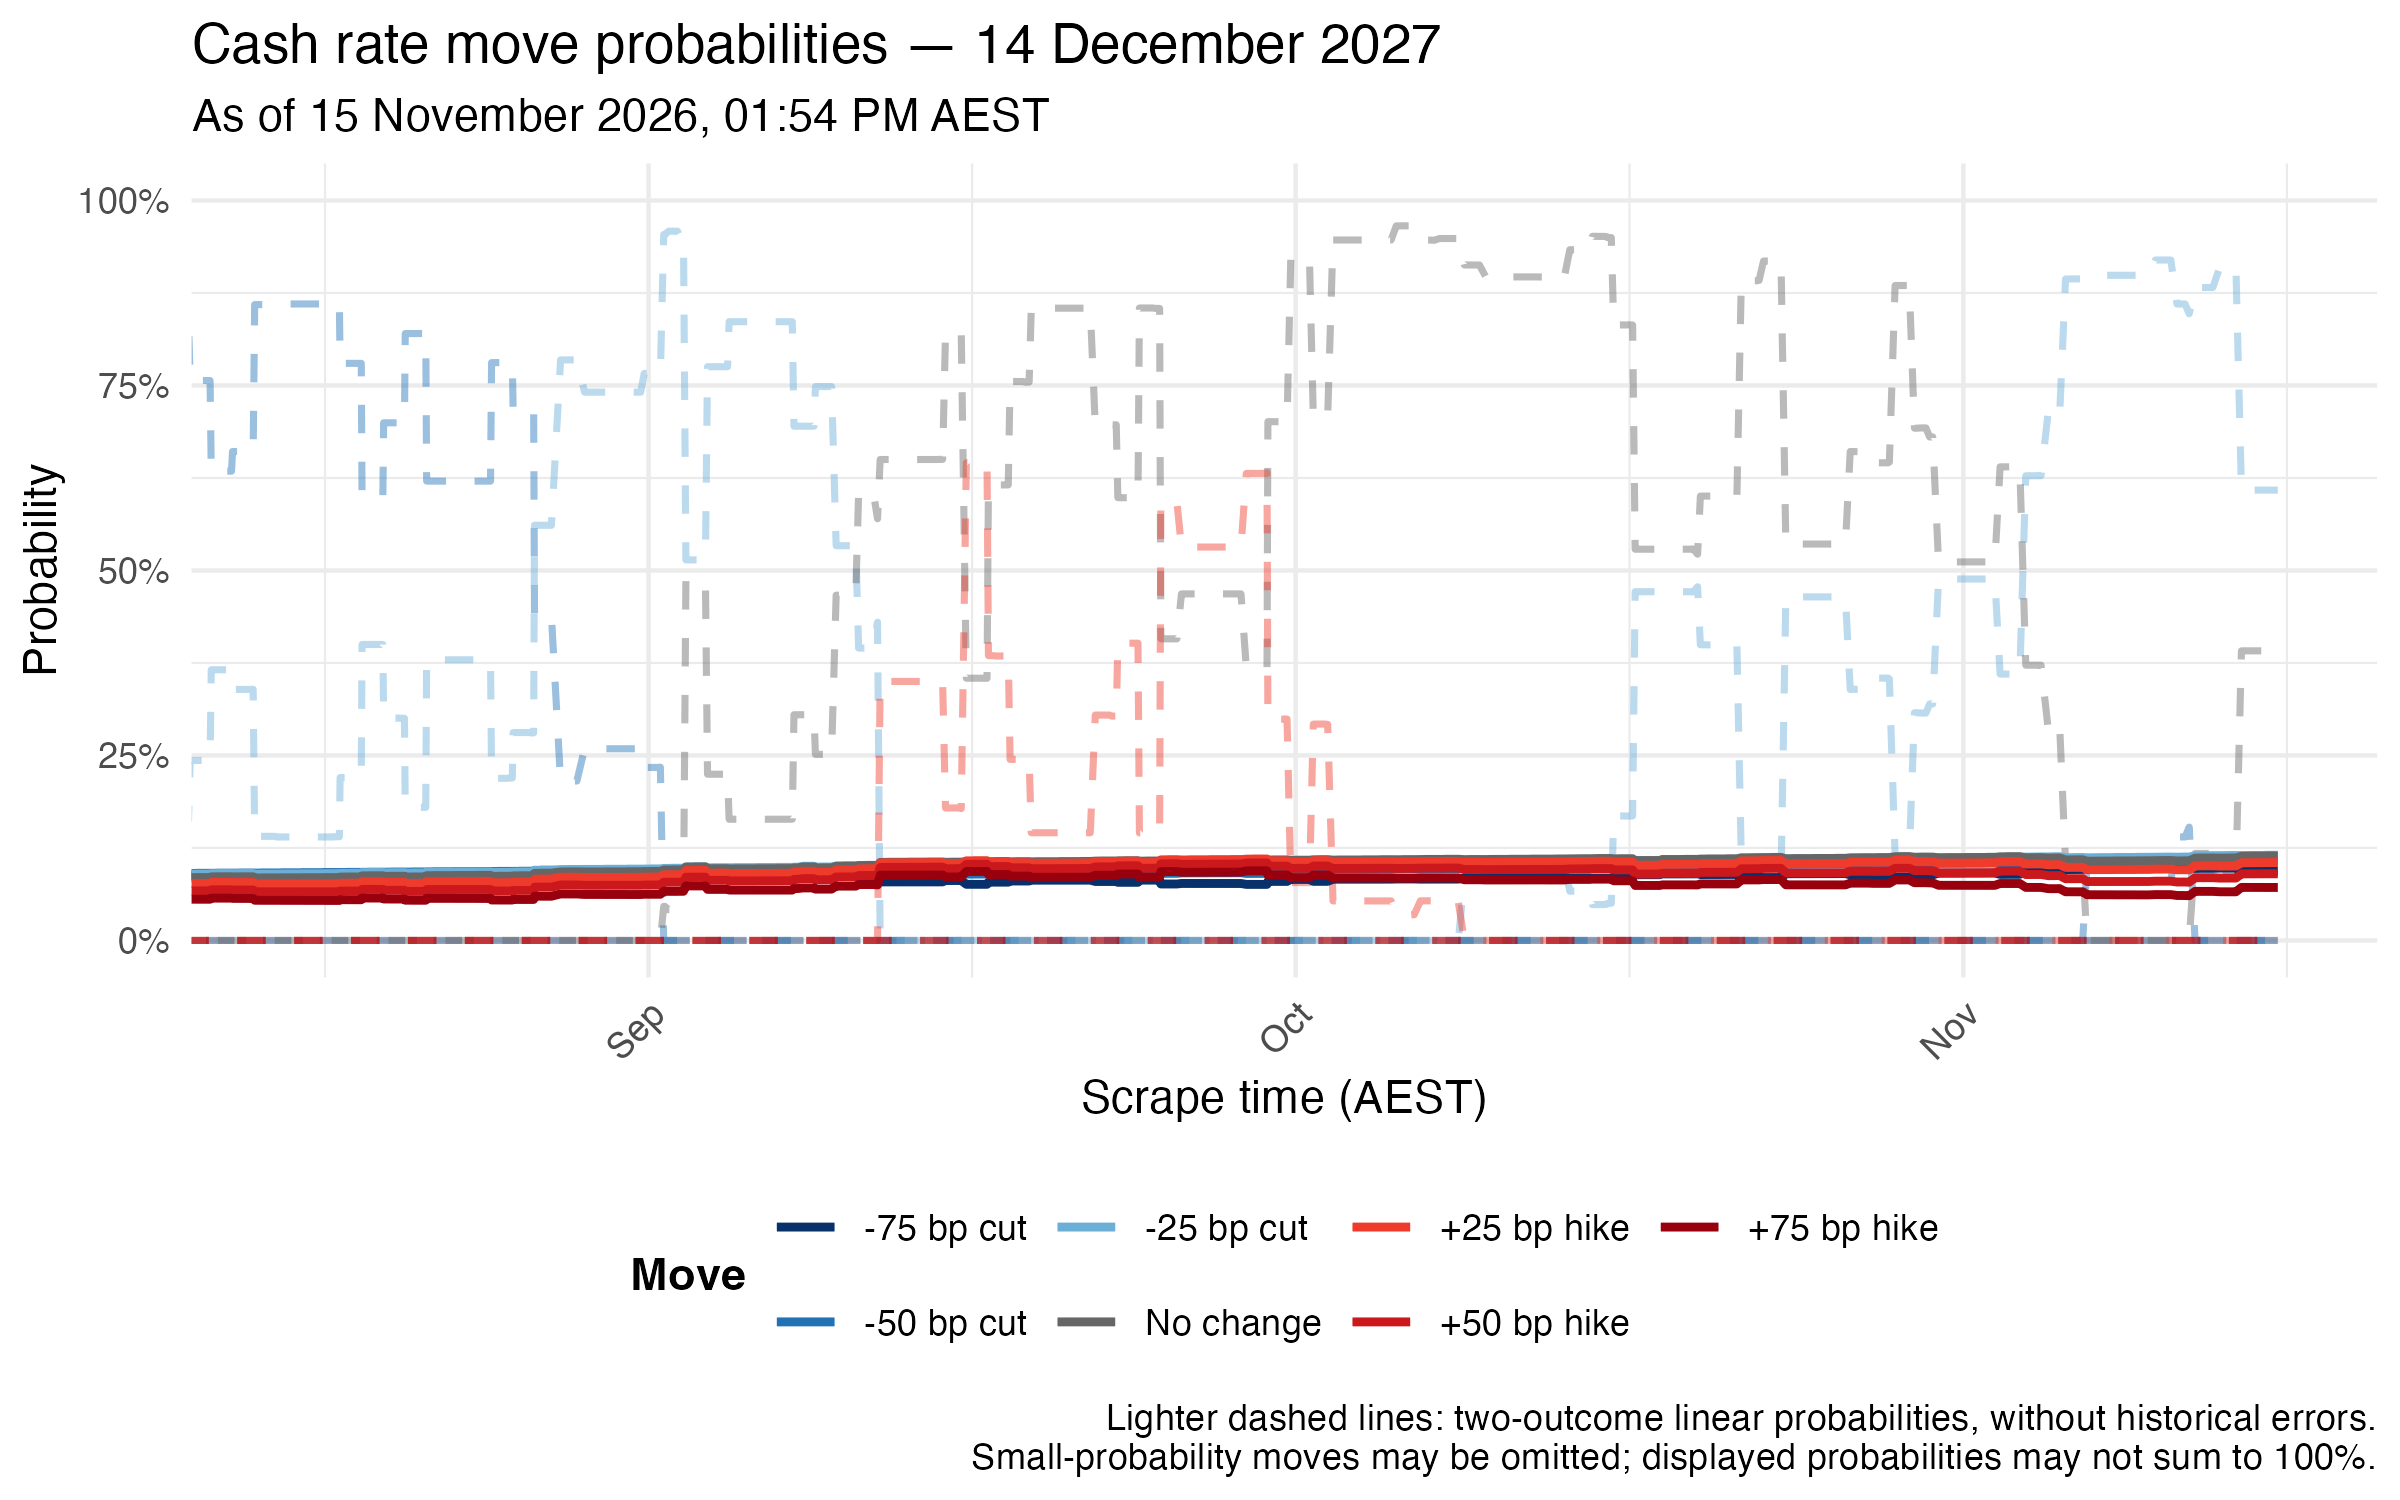 Cash rate move probabilities — 14 December 2027
As of 15 November 2026, 01:54 PM AEST
Probability
100%
75%
50%
25%
0%
Sep
Oct
Nov
Scrape time (AEST)
Move
-75 bp cut
-25 bp cut
+25 bp hike
+75 bp hike
-50 bp cut
No change
+50 bp hike
Lighter dashed lines: two-outcome linear probabilities, without historical errors.
Small-probability moves may be omitted; displayed probabilities may not sum to 100%.